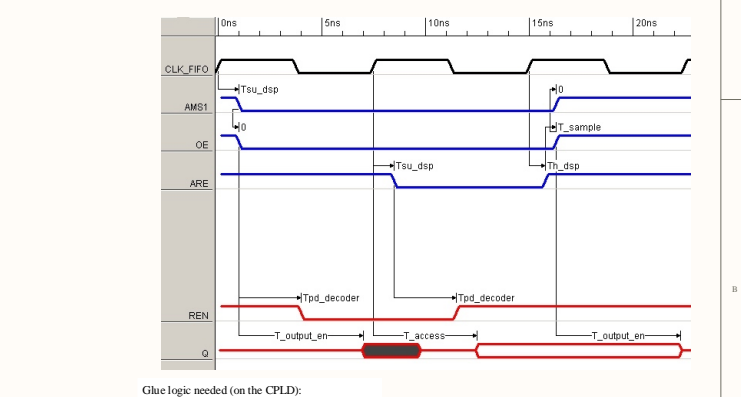 0ns 5ns 10ns 15ns 20ns
CLK_FIFO
Tsu_dsp 0
AMS1
0 T_sample
OE
Tsu_dsp Th_dsp
ARE
Tpd_decoder Tpd_decoder
REN
T_output_en T_access T_output_en
Q
B
Glue logic needed (on the CPLD):